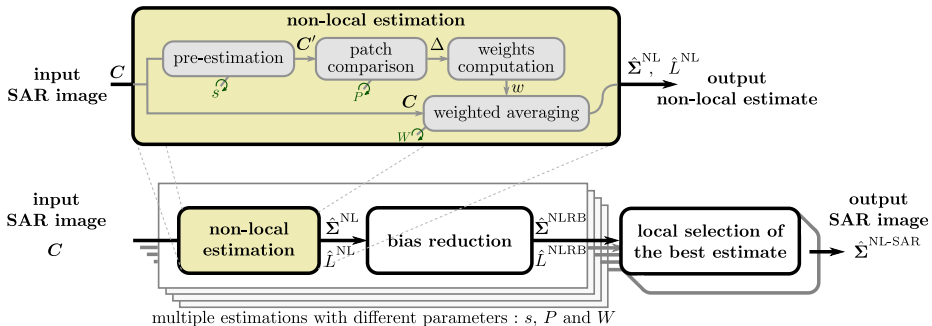 non-local estimation
input
SAR image
C
pre-estimation
s
C′
patch
comparison
P
Δ
weights
computation
w
C
weighted averaging
W
Σ̂^NL , L̂^NL
output
non-local estimate
input
SAR image
C
non-local
estimation
Σ̂^NL
L̂^NL
bias reduction
Σ̂^NLRB
L̂^NLRB
local selection of
the best estimate
output
SAR image
Σ̂^NL-SAR
multiple estimations with different parameters : s, P and W